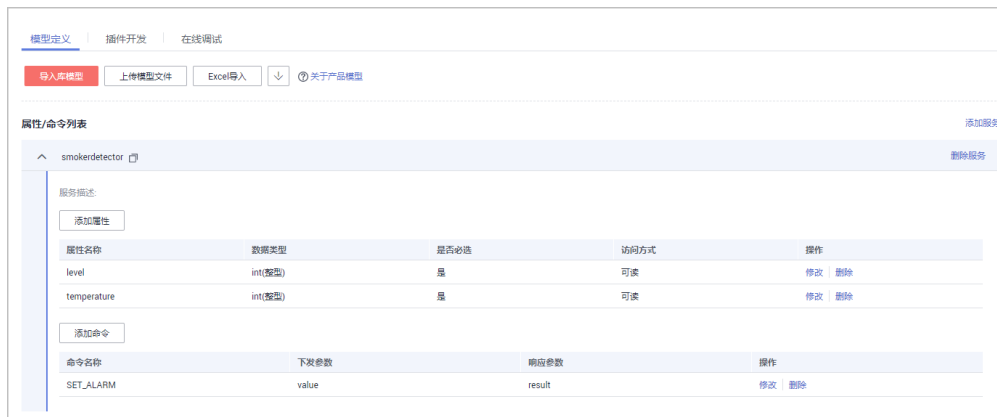 模型定义 插件开发 在线调试
导入库模型 上传模型文件 Excel导入 关于产品模型
属性/命令列表 添加服务
smokerdetector 删除服务
服务描述:
添加属性
属性名称 数据类型 是否必选 访问方式 操作
level int(整型) 是 可读 修改 删除
temperature int(整型) 是 可读 修改 删除
添加命令
命令名称 下发参数 响应参数 操作
SET_ALARM value result 修改 删除